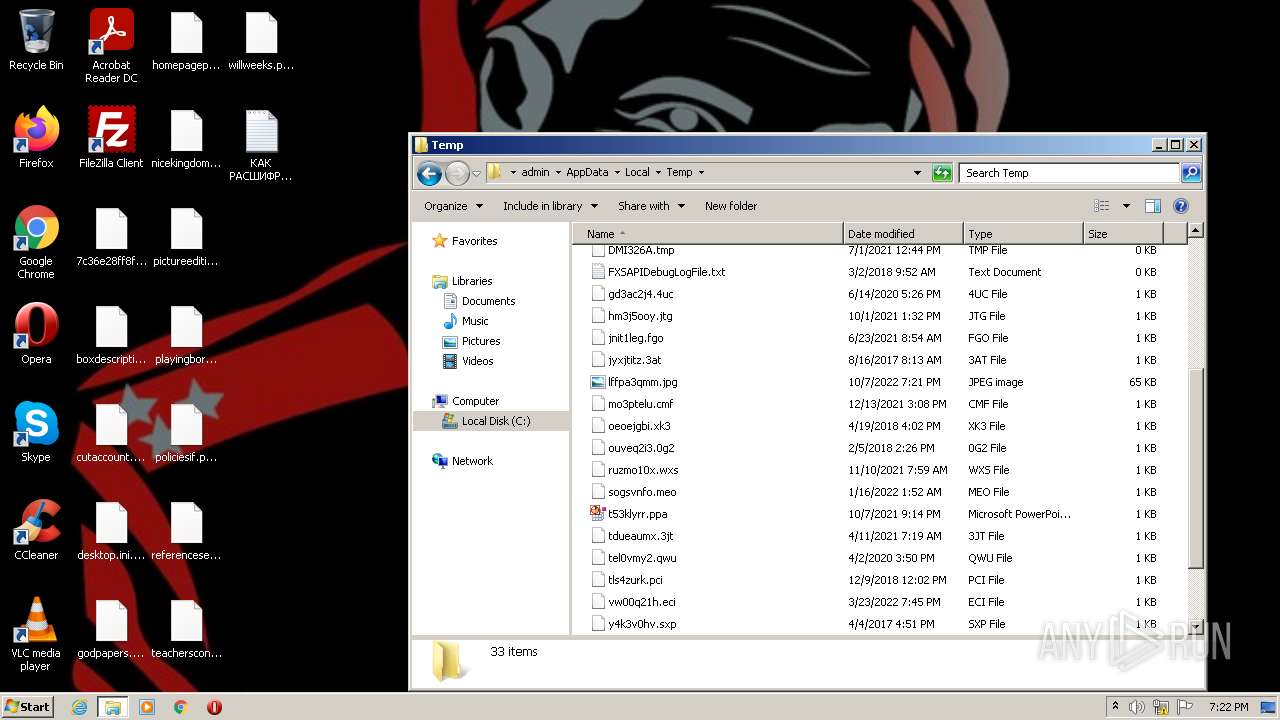 Recycle Bin
Acrobat
Reader DC
homepagep...
willweeks.p...
Firefox
FileZilla Client
nicekingdom...
КАК
РАСШИФР...
Google
Chrome
7c36e28ff8f...
pictureediti...
Opera
boxdescripti...
playingbor...
Skype
cutaccount....
policiesif.p...
CCleaner
desktop.ini....
referencese...
VLC media
player
godpapers....
teacherscon...
Temp
admin
AppData
Local
Temp
Search Temp
Organize
Include in library
Share with
New folder
Favorites
Libraries
Documents
Music
Pictures
Videos
Computer
Local Disk (C:)
Network
Name Date modified Type Size
DMI326A.tmp 7/1/2021 12:44 PM TMP File 0 KB
FXSAPIDebugLogFile.txt 3/2/2018 9:52 AM Text Document 0 KB
gd3ac2j4.4uc 6/14/2020 5:26 PM 4UC File 1 KB
hm3j5ooy.jtg 10/1/2021 1:32 PM JTG File 1 KB
jnit1leg.fgo 6/23/2021 9:54 AM FGO File 1 KB
6/16/2017 8:13 AM 3AT File 1 KB
lffpa3qmm.jpg 10/7/2022 7:21 PM JPEG image 65 KB
mo3ptelu.cmf 12/13/2021 3:08 PM CMF File 1 KB
oeoejgbi.xk3 4/19/2018 4:02 PM XK3 File 1 KB
2/5/2018 9:26 PM 0G2 File 1 KB
ruzmo10x.wxs 11/10/2021 7:59 AM WXS File 1 KB
sogsvnfo.meo 1/16/2022 1:52 AM MEO File 1 KB
10/7/2021 9:14 PM Microsoft PowerPoi... 1 KB
4/11/2021 7:19 AM 3JT File 1 KB
4/2/2020 3:50 PM QWU File 1 KB
tls4zurk.pci 12/9/2018 12:02 PM PCI File 1 KB
vw00z21h.eci 3/23/2022 7:45 PM ECI File 1 KB
y4k3v0hv.sxp 4/4/2017 4:51 PM SXP File 1 KB
33 items
ANY RUN
Start
7:22 PM